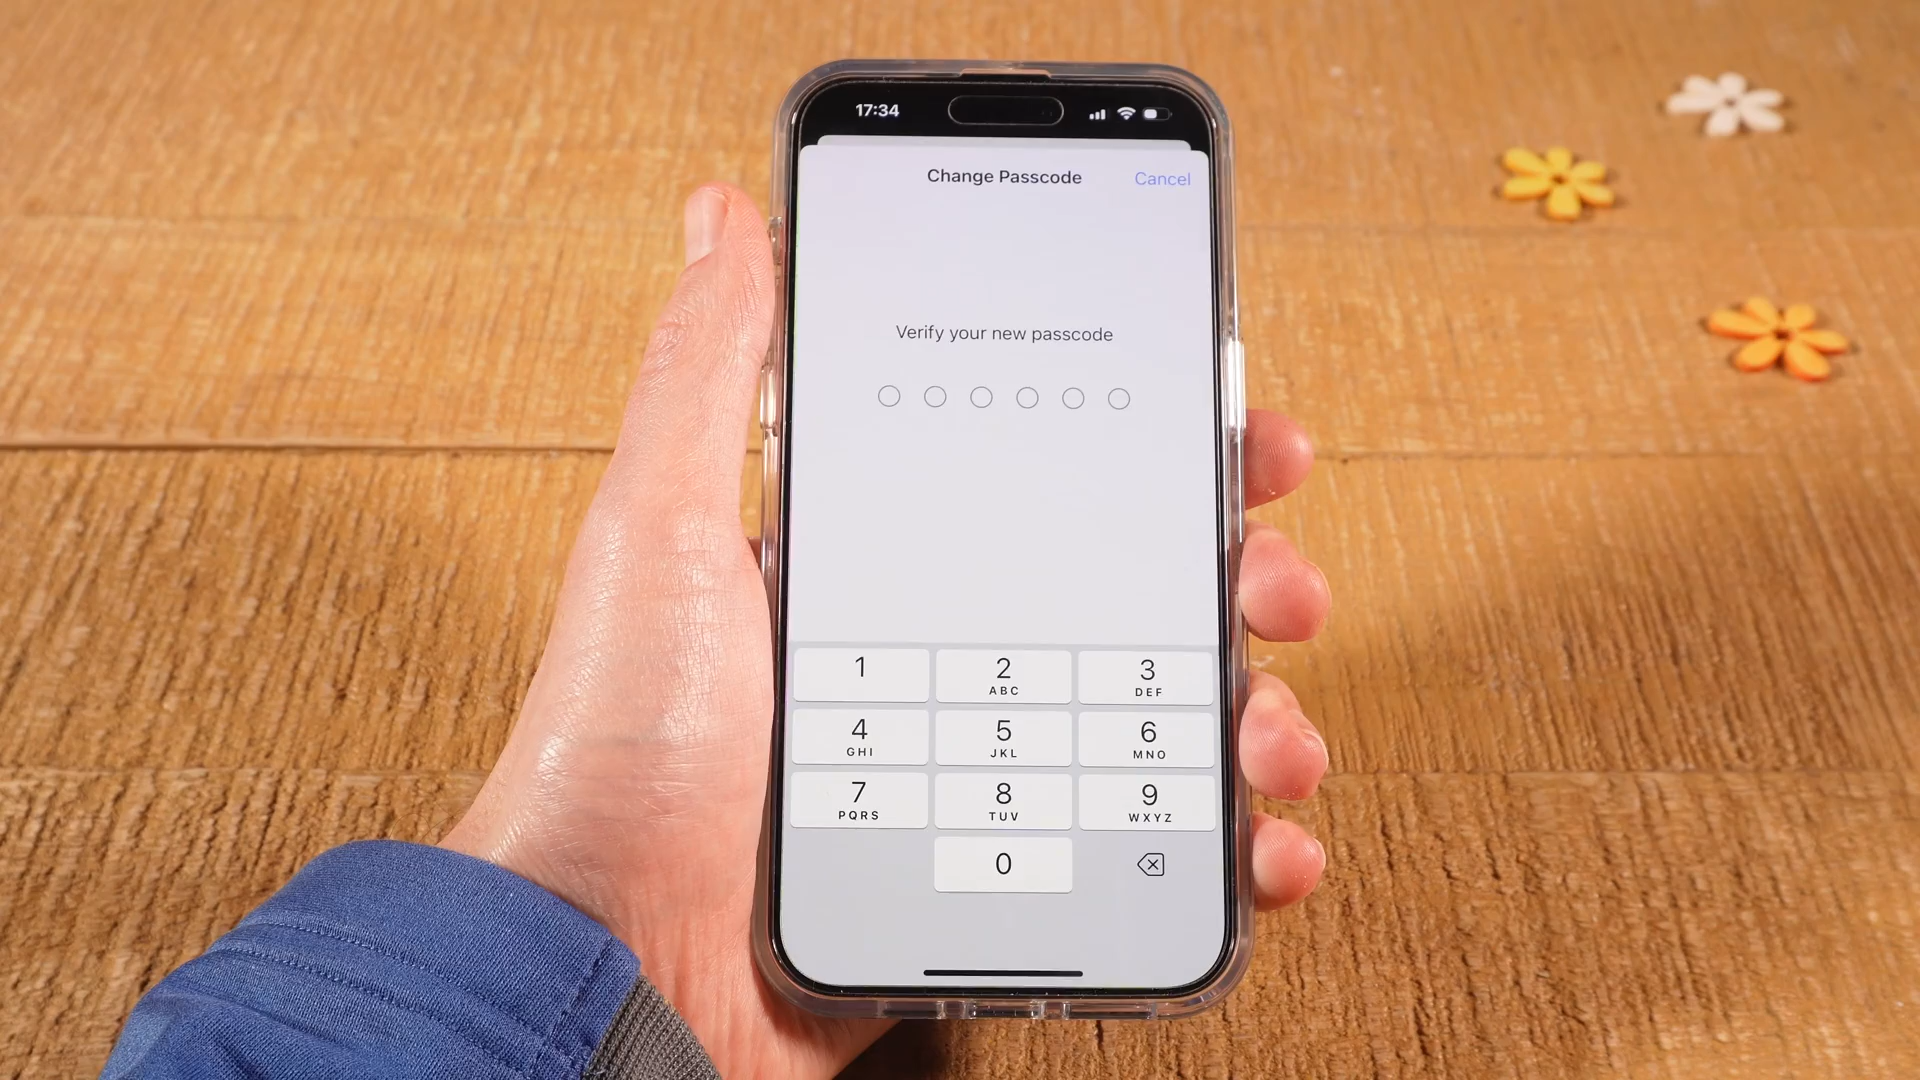 17:34
Change Passcode
Cancel
Verify your new passcode
1
2
ABC
3
DEF
4
GHI
5
JKL
6
MNO
7
PQRS
8
TUV
9
WXYZ
0